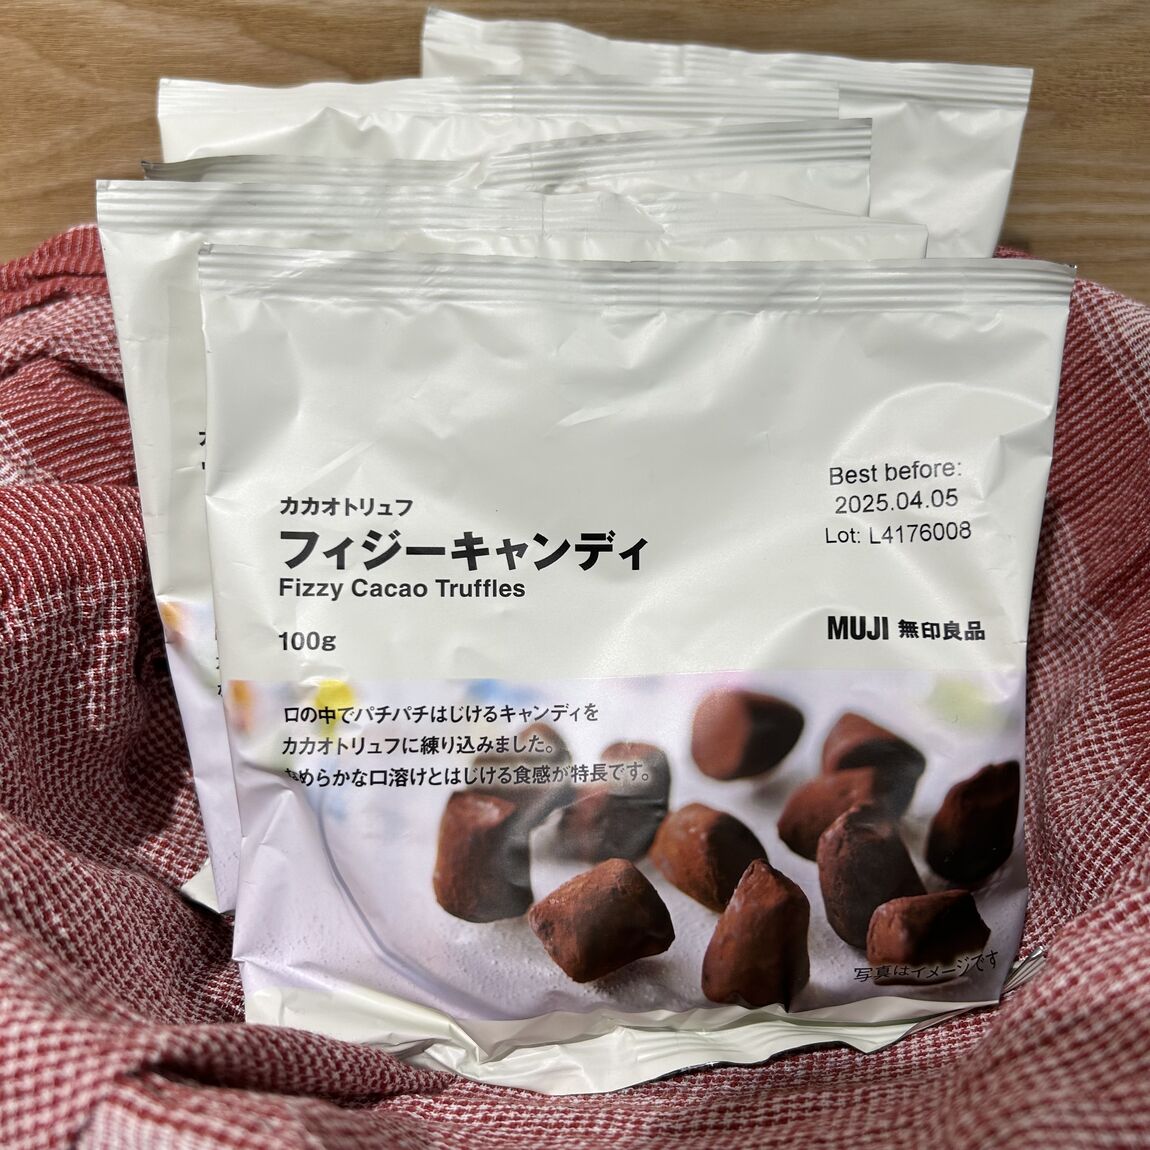 カカオトリュフ
フィジーキャンディ
Fizzy Cacao Truffles
100g
Best before:
2025.04.05
Lot: L4176008
MUJI 無印良品
口の中でパチパチはじけるキャンディを
カカオトリュフに練り込みました。
なめらかな口溶けとはじける食感が特長です。
写真はイメージです